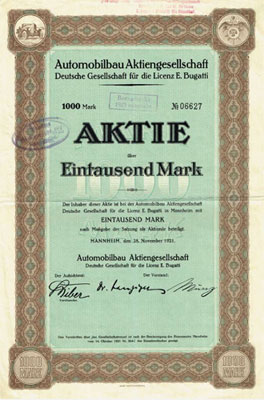 Automobilbau Aktiengesellschaft
Deutsche Gesellschaft für die Licenz E. Bugatti
1000 Mark
№ 06627
AKTIE
über
Eintausend Mark
Der Inhaber dieser Aktie ist bei der Automobilbau Aktiengesellschaft
Deutsche Gesellschaft für die Licenz E. Bugatti in Mannheim mit
EINTAUSEND MARK
nach Maßgabe der Satzung als Aktionär beteiligt.
MANNHEIM, den 28. November 1921.
Automobilbau Aktiengesellschaft
Deutsche Gesellschaft für die Licenz E. Bugatti
Der Aufsichtsrat:
Der Vorstand:
1000
MARK
1000
MARK